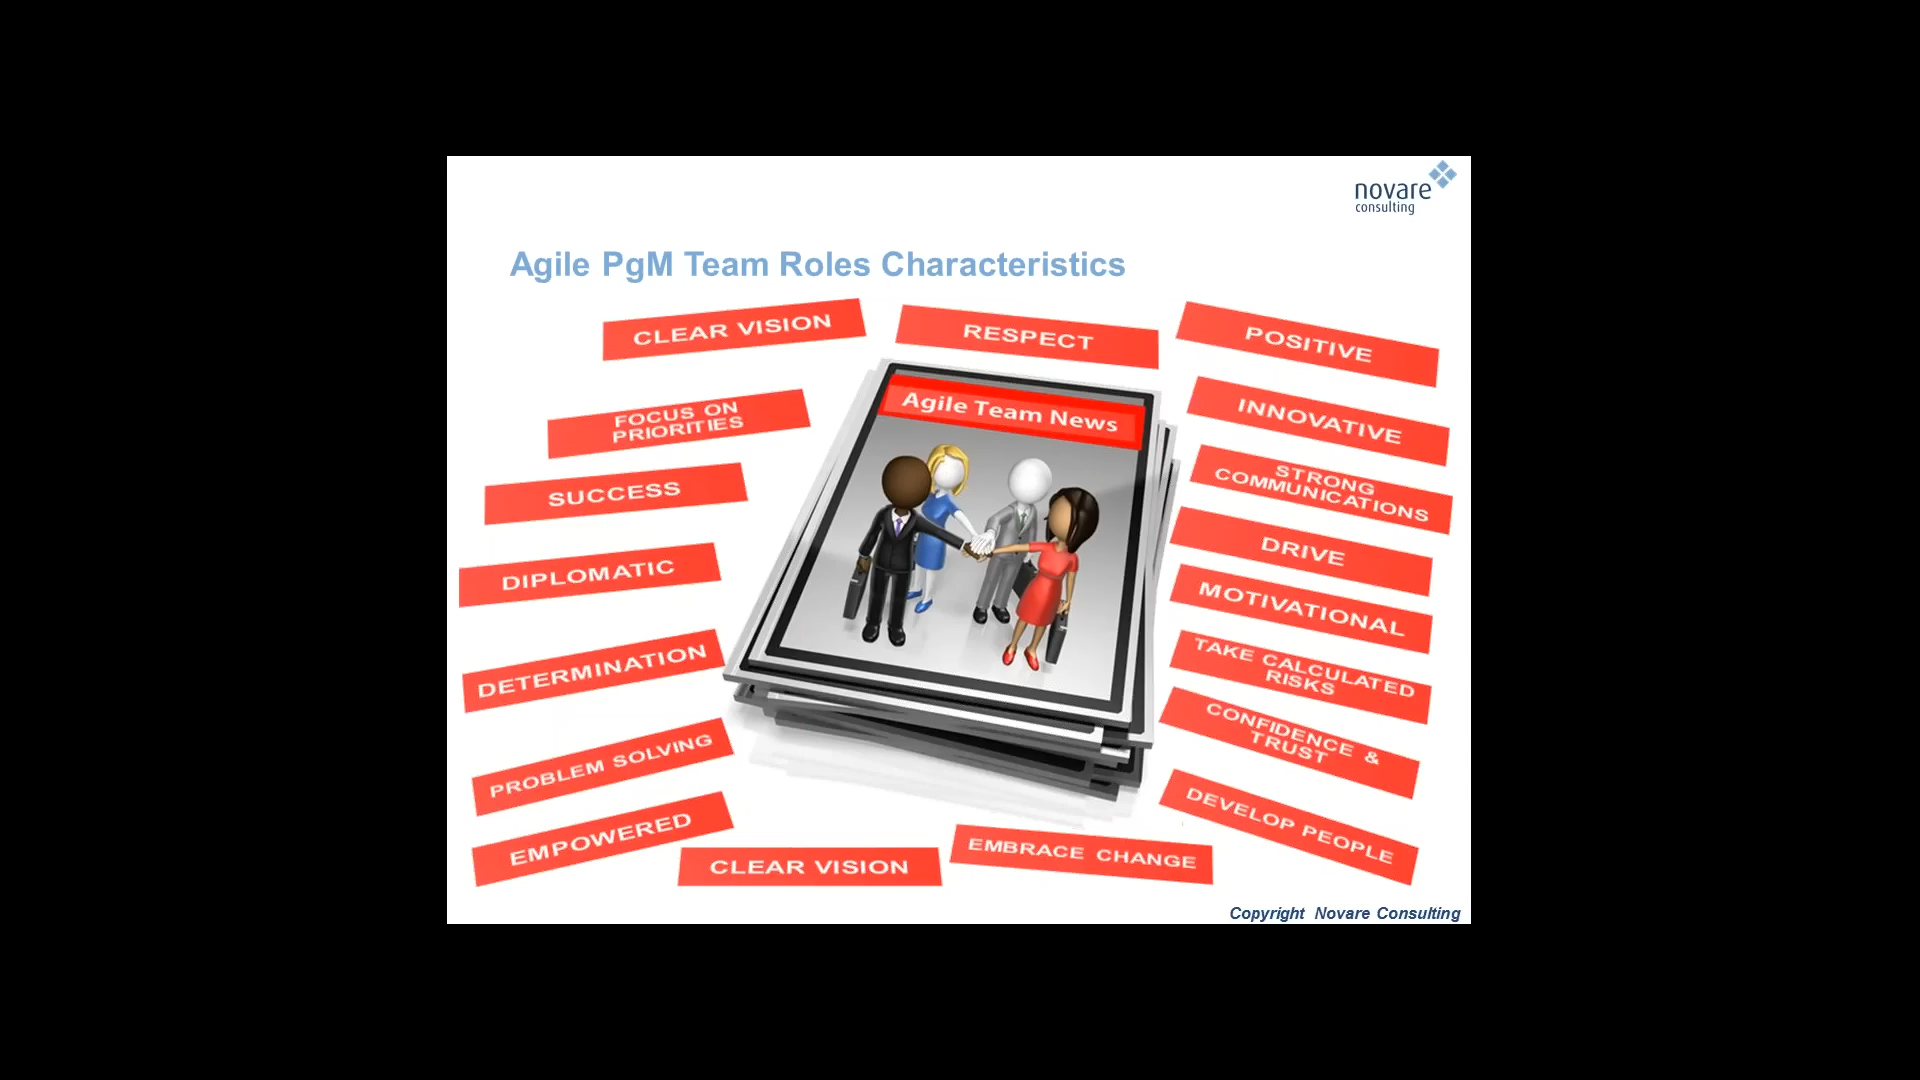 novare
consulting
Agile PgM Team Roles Characteristics
CLEAR VISION
RESPECT
POSITIVE
FOCUS ON
PRIORITIES
INNOVATIVE
Agile Team News
SUCCESS
STRONG
COMMUNICATIONS
DIPLOMATIC
DRIVE
MOTIVATIONAL
DETERMINATION
TAKE CALCULATED
RISKS
PROBLEM SOLVING
CONFIDENCE &
TRUST
EMPOWERED
DEVELOP PEOPLE
CLEAR VISION
EMBRACE CHANGE
Copyright Novare Consulting